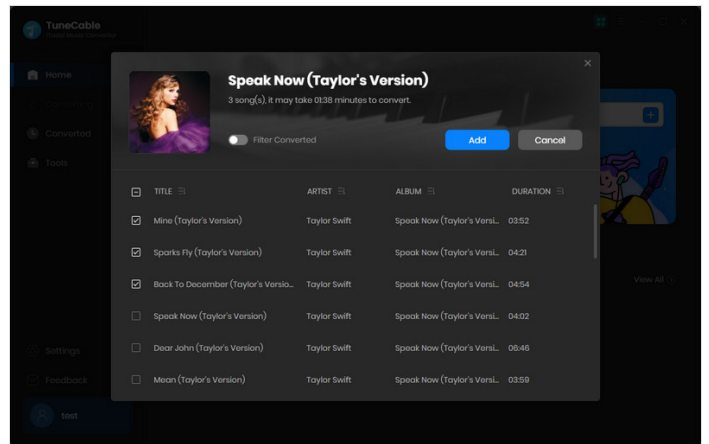 TuneCable
Home
Converted
Tools
Settings
Feedback
test
Speak Now (Taylor's Version)
3 song(s), it may take 01:38 minutes to convert.
Filter Converted
Add
Cancel
TITLE ARTIST ALBUM DURATION
Mine (Taylor's Version) Taylor Swift Speak Now (Taylor's Versi... 03:52
Sparks Fly (Taylor's Version) Taylor Swift Speak Now (Taylor's Versi... 04:21
Back To December (Taylor's Versio... Taylor Swift Speak Now (Taylor's Versi... 04:54
Speak Now (Taylor's Version) Taylor Swift Speak Now (Taylor's Versi... 04:02
Dear John (Taylor's Version) Taylor Swift Speak Now (Taylor's Versi... 06:46
Mean (Taylor's Version) Taylor Swift Speak Now (Taylor's Versi... 03:59
View All